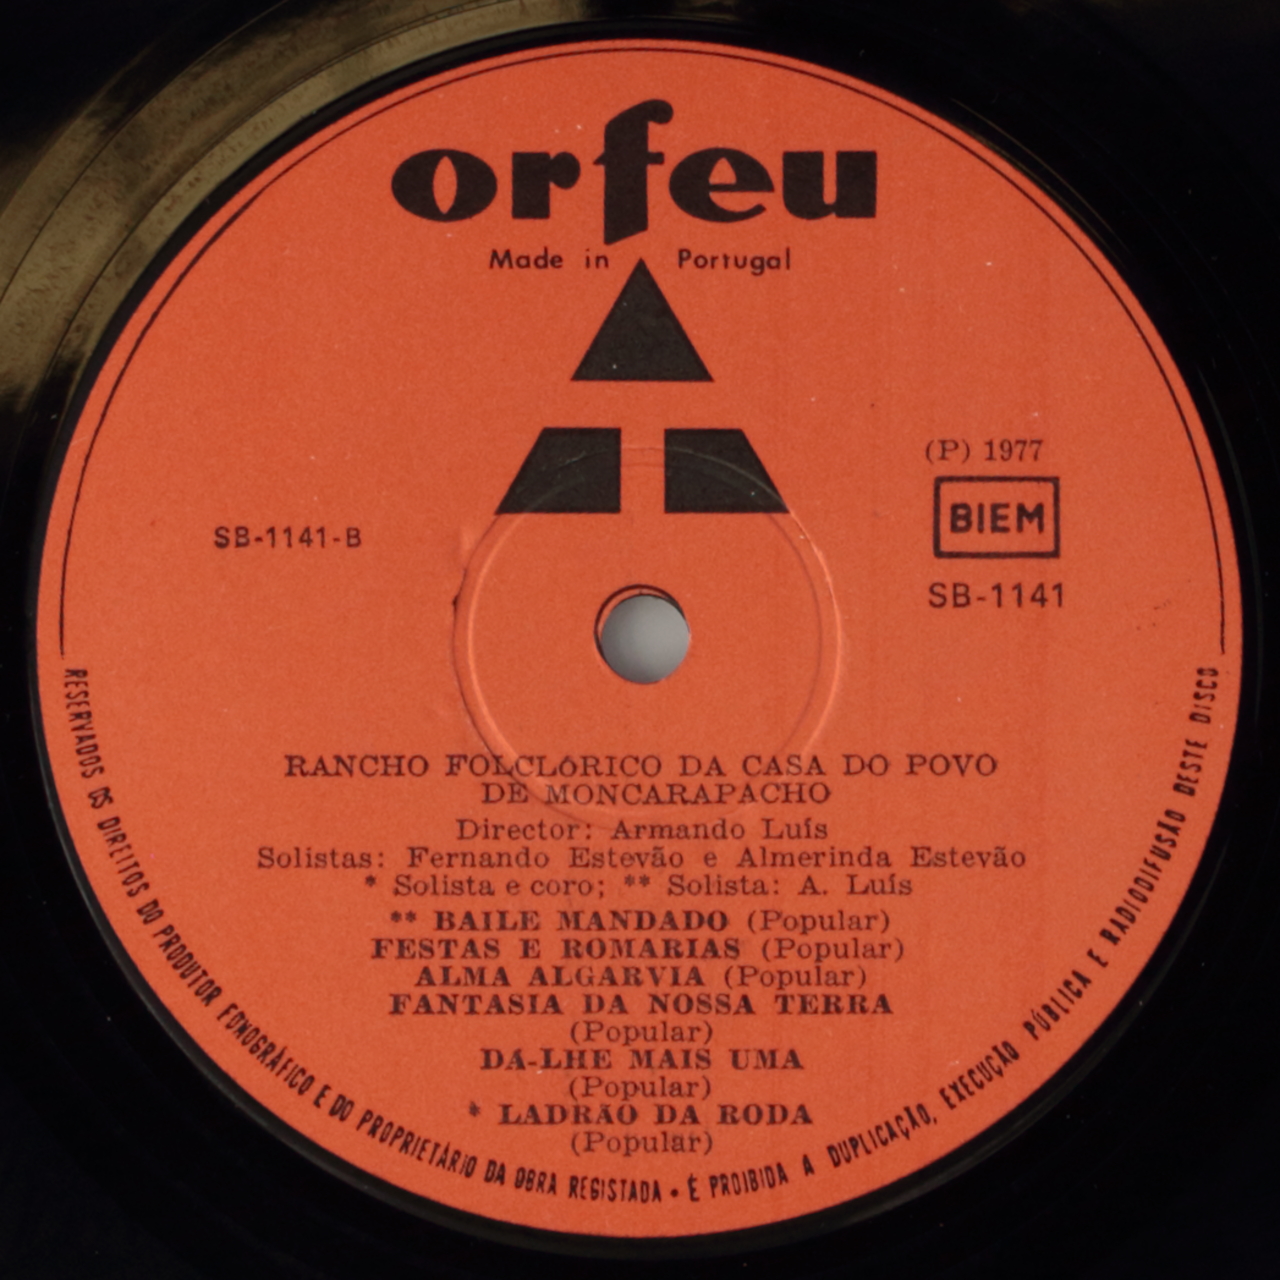 orfeu
Made in Portugal
(P) 1977
BIEM
SB-1141-B
SB-1141
RANCHO FOLCLÓRICO DA CASA DO POVO
DE MONCARAPACHO
Director: Armando Luís
Solistas: Fernando Estevão e Almerinda Estevão
* Solista e coro; ** Solista: A. Luís
** BAILE MANDADO (Popular)
FESTAS E ROMARIAS (Popular)
ALMA ALGARVIA (Popular)
FANTASIA DA NOSSA TERRA
(Popular)
DÁ-LHE MAIS UMA
(Popular)
* LADRÃO DA RODA
(Popular)
RESERVADOS OS DIREITOS DO PRODUTOR FONOGRÁFICO E DO PROPRIETÁRIO DA OBRA REGISTADA • É PROIBIDA A DUPLICAÇÃO, EXECUÇÃO PÚBLICA E RADIODIFUSÃO DESTE DISCO